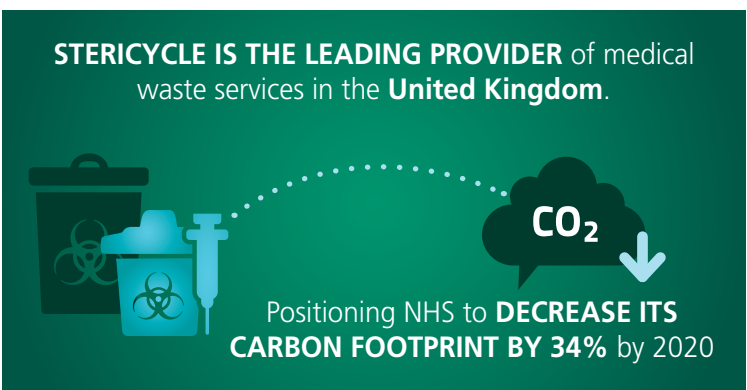 STERICYCLE IS THE LEADING PROVIDER of medical
waste services in the United Kingdom.
CO₂
Positioning NHS to DECREASE ITS
CARBON FOOTPRINT BY 34% by 2020